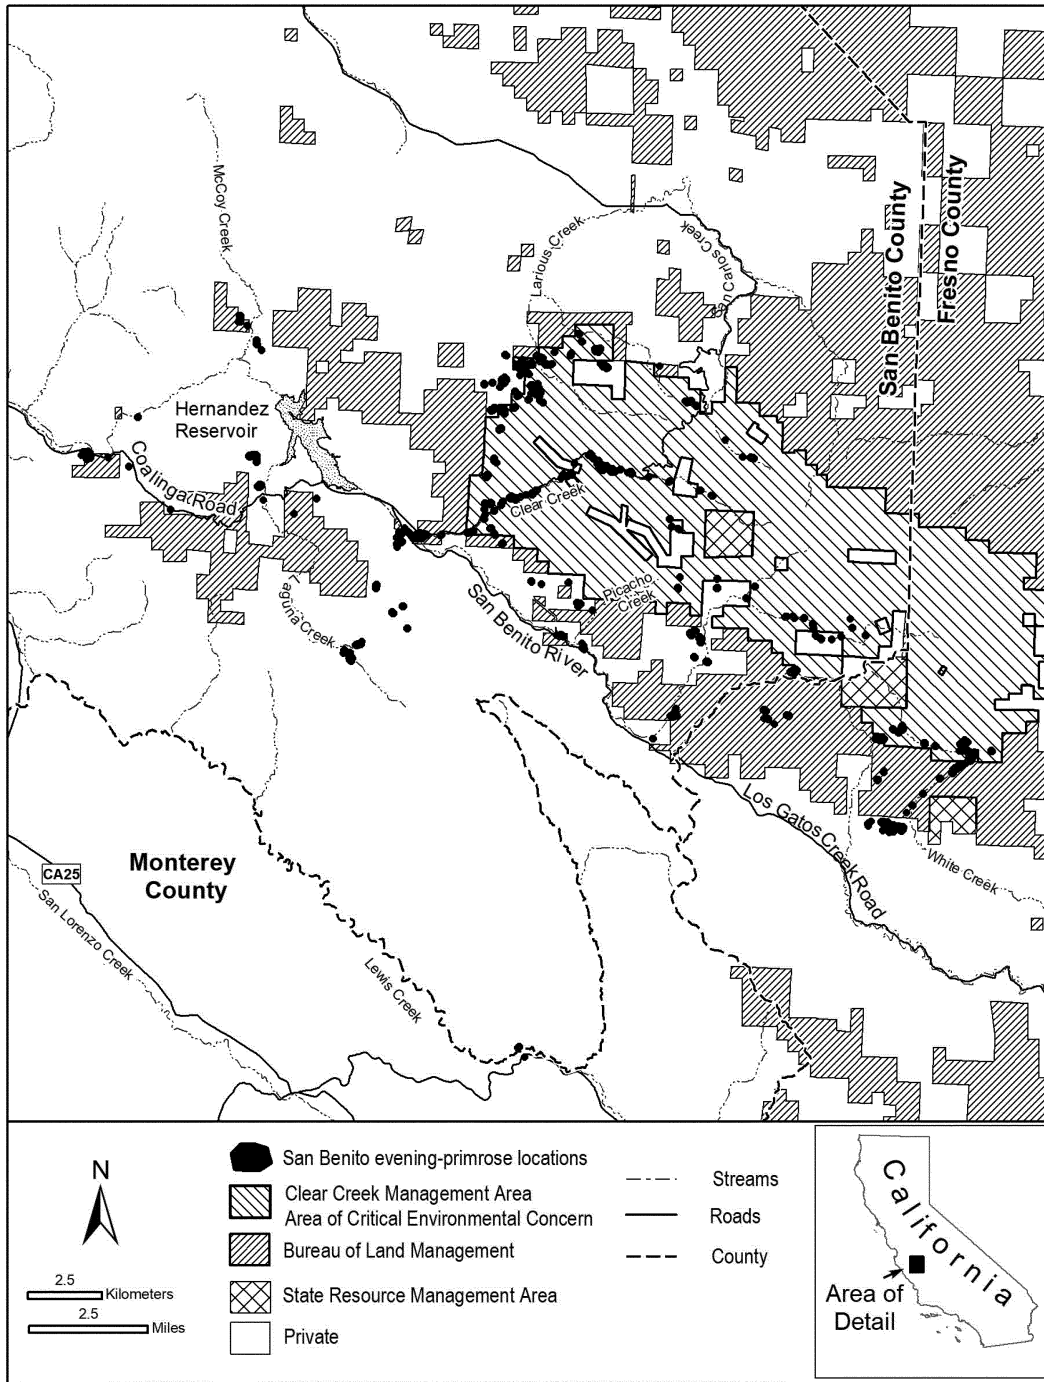 McCoy Creek
Larious Creek
San Carlos Creek
San Benito County
Fresno County
Hernandez
Reservoir
Coalinga Road
Clear Creek
Laguna Creek
San Benito River
Picacho
Creek
Los Gatos Creek Road
White Creek
Monterey
County
CA25
San Lorenzo Creek
Lewis Creek
N
2.5
Kilometers
2.5
Miles
San Benito evening-primrose locations
Clear Creek Management Area
Area of Critical Environmental Concern
Bureau of Land Management
State Resource Management Area
Private
Streams
Roads
County
California
Area of
Detail